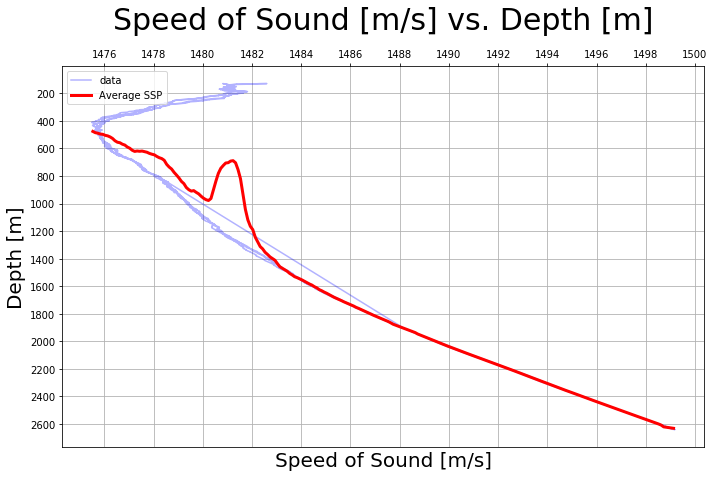 Speed of Sound [m/s] vs. Depth [m]
1476 1478 1480 1482 1484 1486 1488 1490 1492 1494 1496 1498 1500
data
Average SSP
200
400
600
800
1000
1200
1400
1600
1800
2000
2200
2400
2600
Depth [m]
Speed of Sound [m/s]